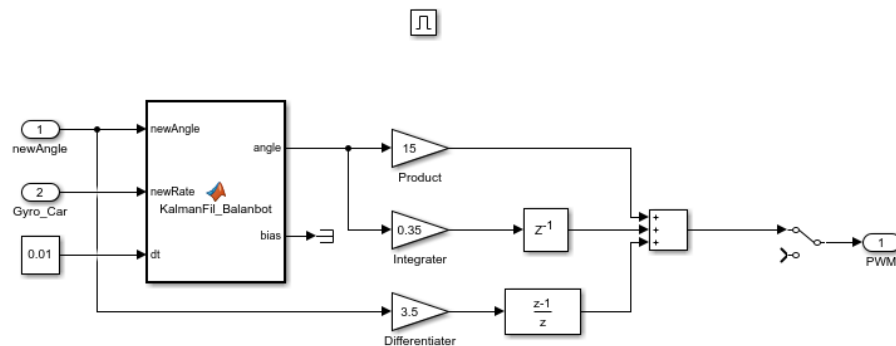 1
newAngle
2
Gyro_Car
0.01
newAngle
newRate
dt
angle
bias
KalmanFil_Balanbot
15
Product
0.35
Integrater
3.5
Differentiater
Z-1
z-1
z
+
+
+
1
PWM